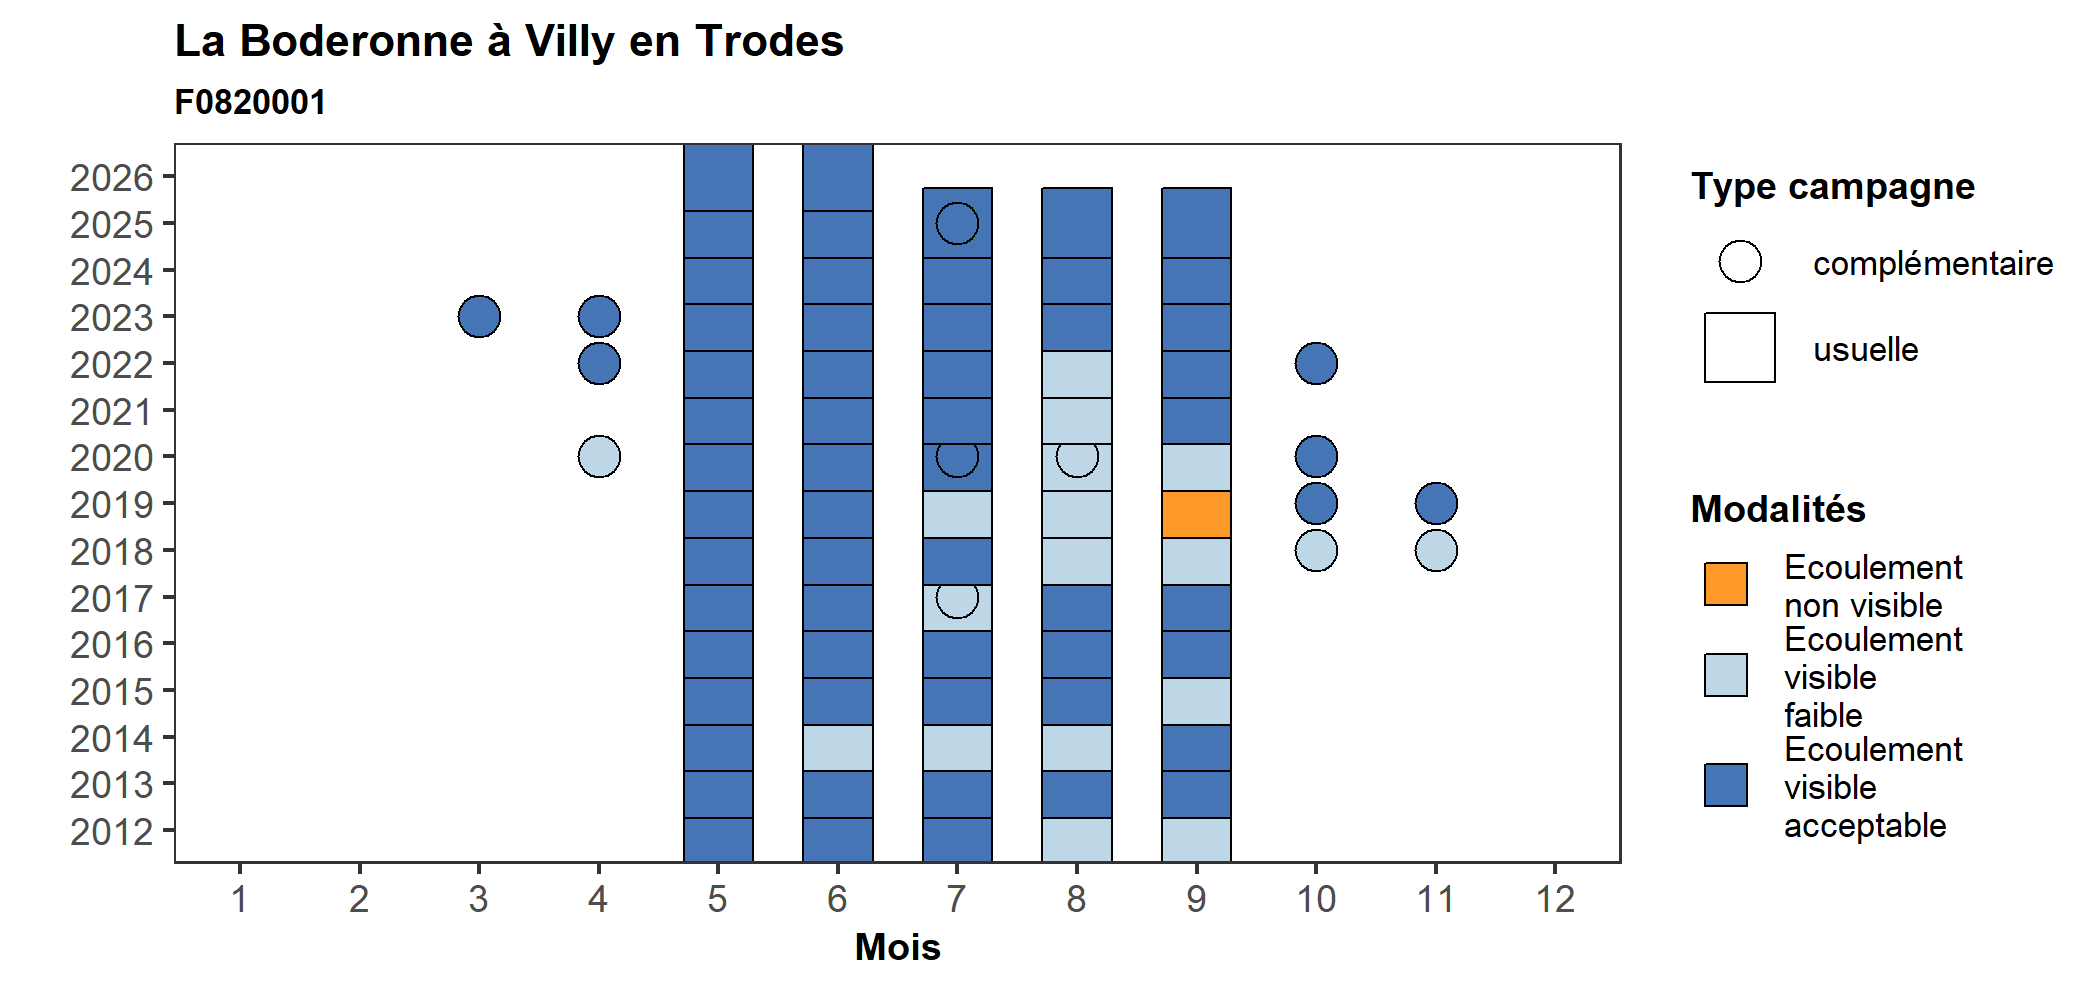 La Boderonne à Villy en Trodes
F0820001
2026
2025
2024
2023
2022
2021
2020
2019
2018
2017
2016
2015
2014
2013
2012
1 2 3 4 5 6 7 8 9 10 11 12
Mois
Type campagne
complémentaire
usuelle
Modalités
Ecoulement
non visible
Ecoulement
visible
faible
Ecoulement
visible
acceptable